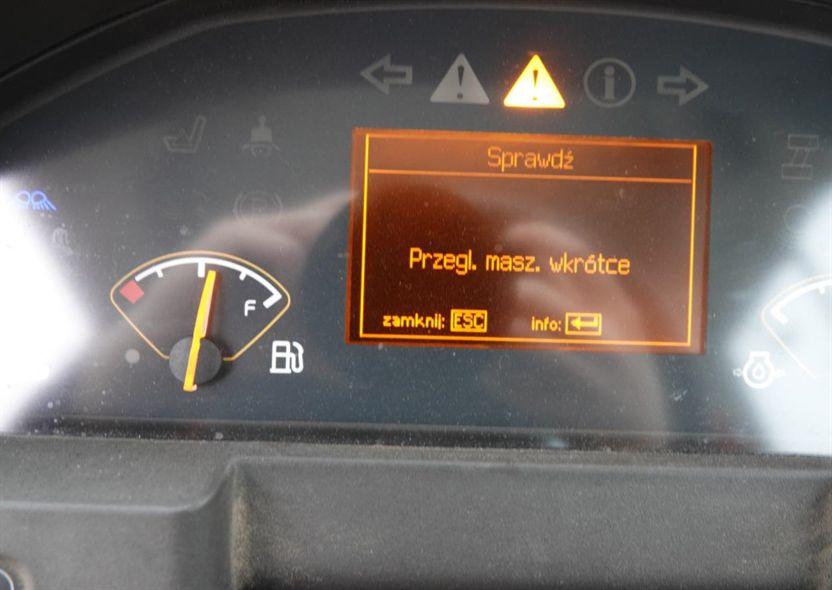 Sprawdź
Przegl. masz. wkrótce
zamknij: ESC info:
F